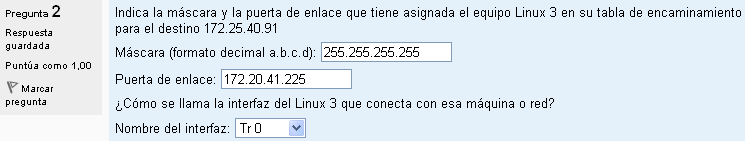 Pregunta 2
Respuesta
guardada
Puntúa como 1,00
Marcar
pregunta
Indica la máscara y la puerta de enlace que tiene asignada el equipo Linux 3 en su tabla de encaminamiento
para el destino 172.25.40.91
Máscara (formato decimal a.b.c.d): 255.255.255.255
Puerta de enlace: 172.20.41.225
¿Cómo se llama la interfaz del Linux 3 que conecta con esa máquina o red?
Nombre del interfaz: Tr 0